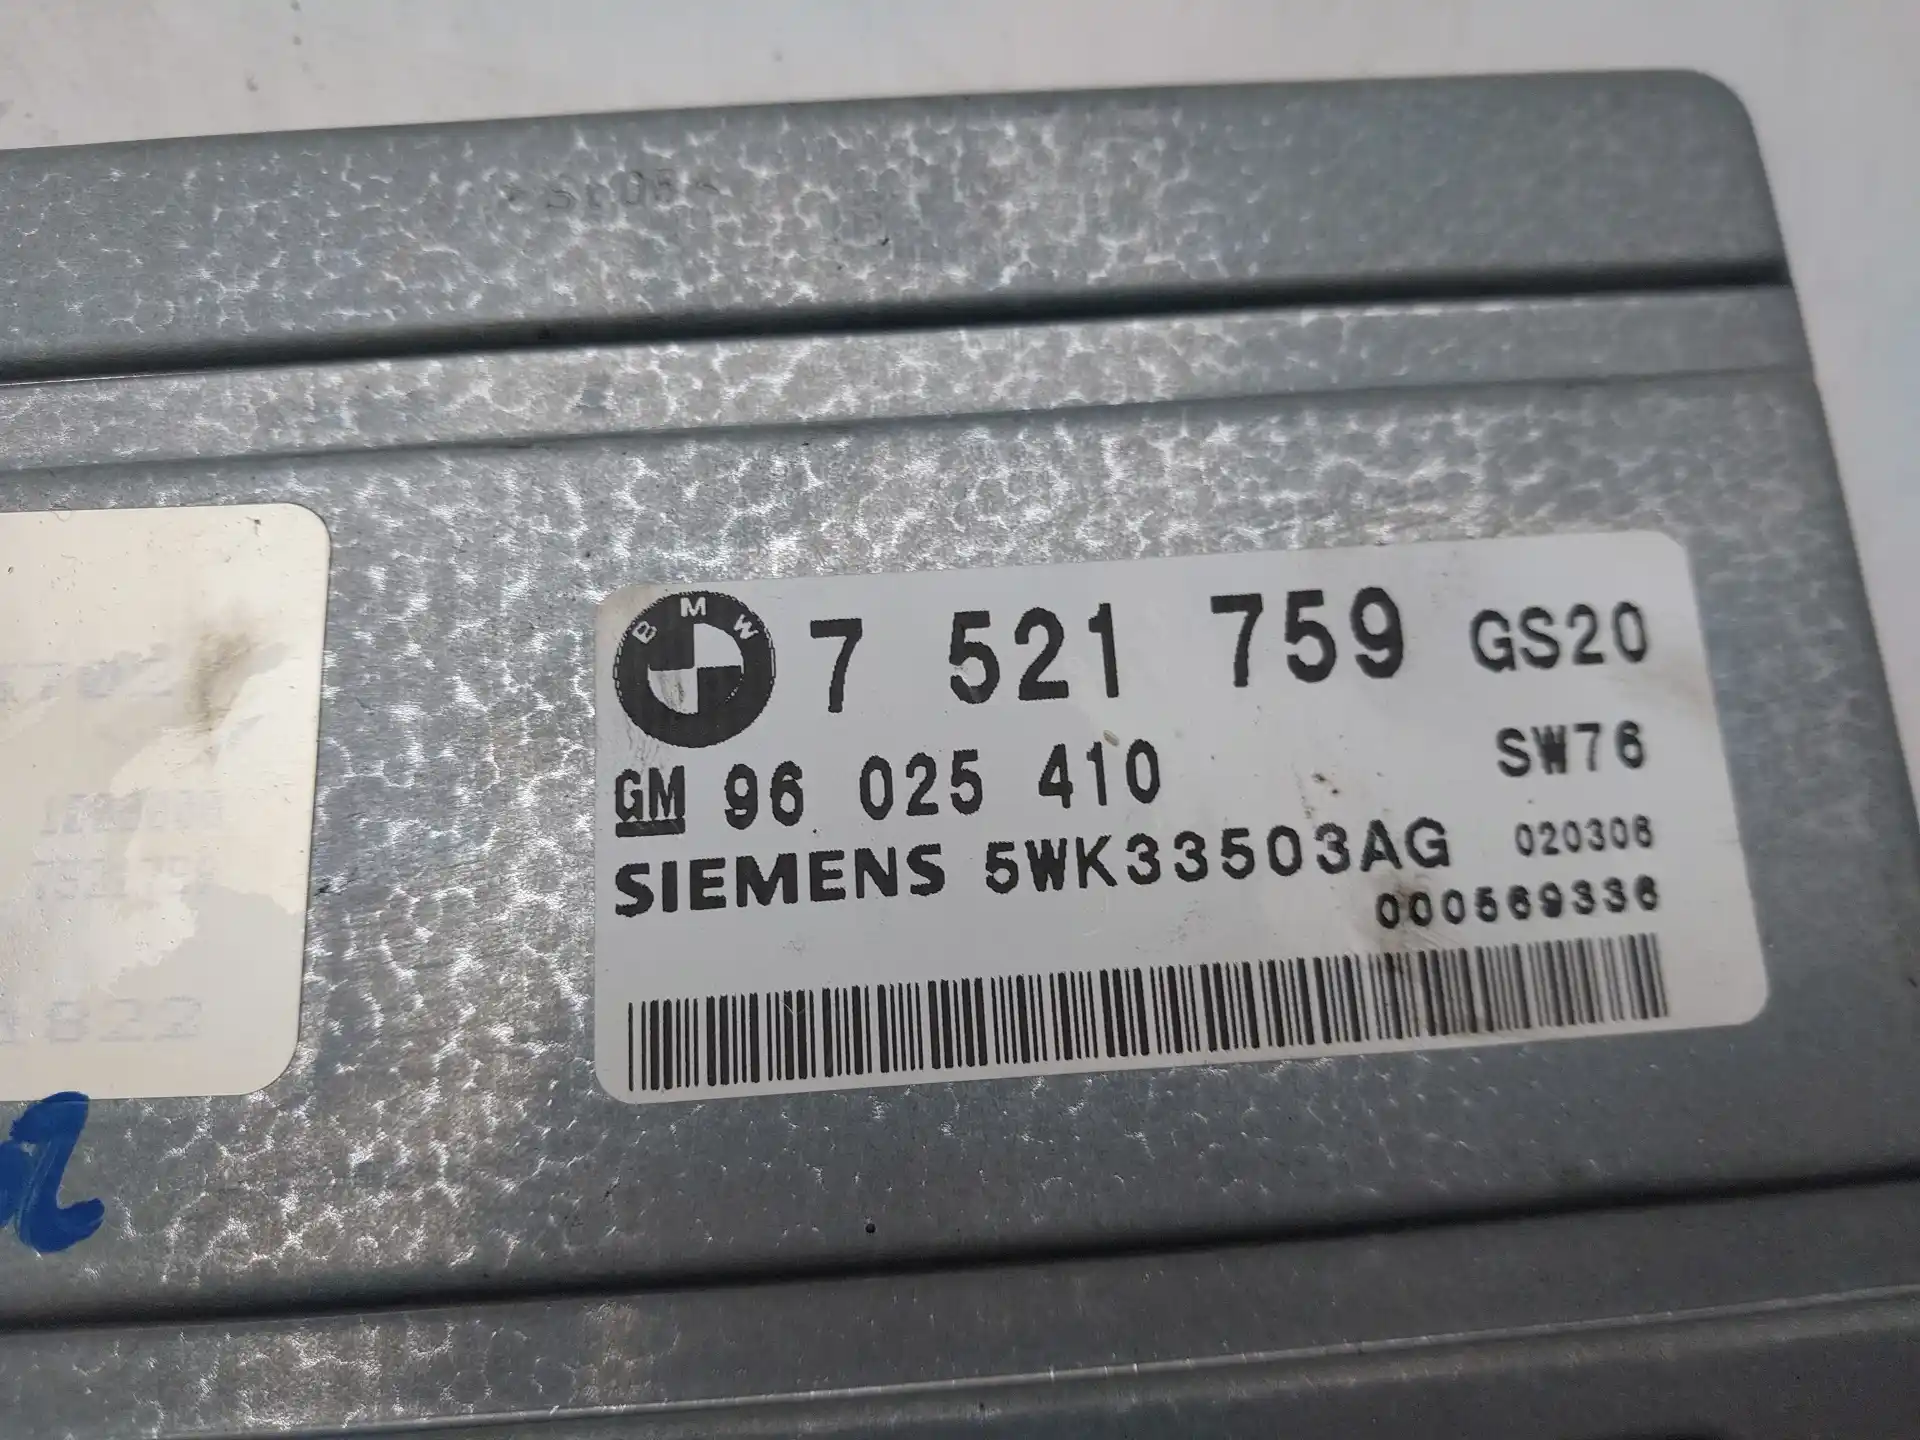 BMW 7 521 759 GS20
GM 96 025 410 SW76
SIEMENS 5WK33503AG 020306
000569336